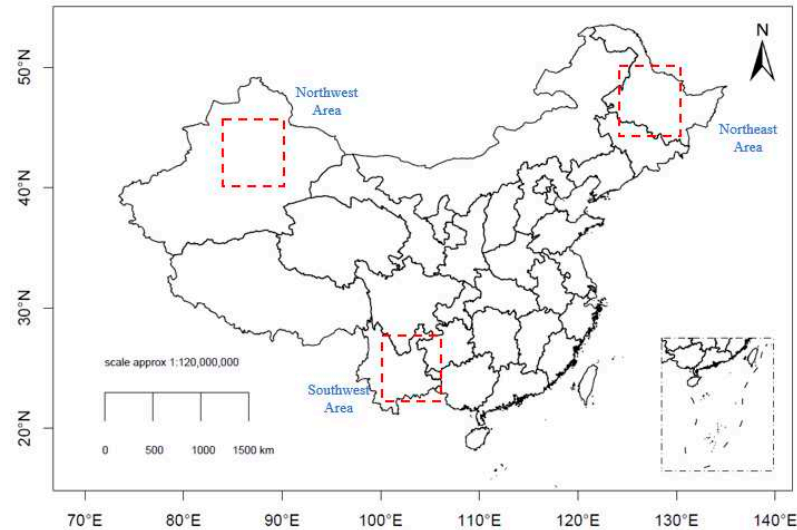 N
50°N
40°N
30°N
20°N
Northwest
Area
Northeast
Area
scale approx 1:120,000,000
0 500 1000 1500 km
Southwest
Area
70°E 80°E 90°E 100°E 110°E 120°E 130°E 140°E